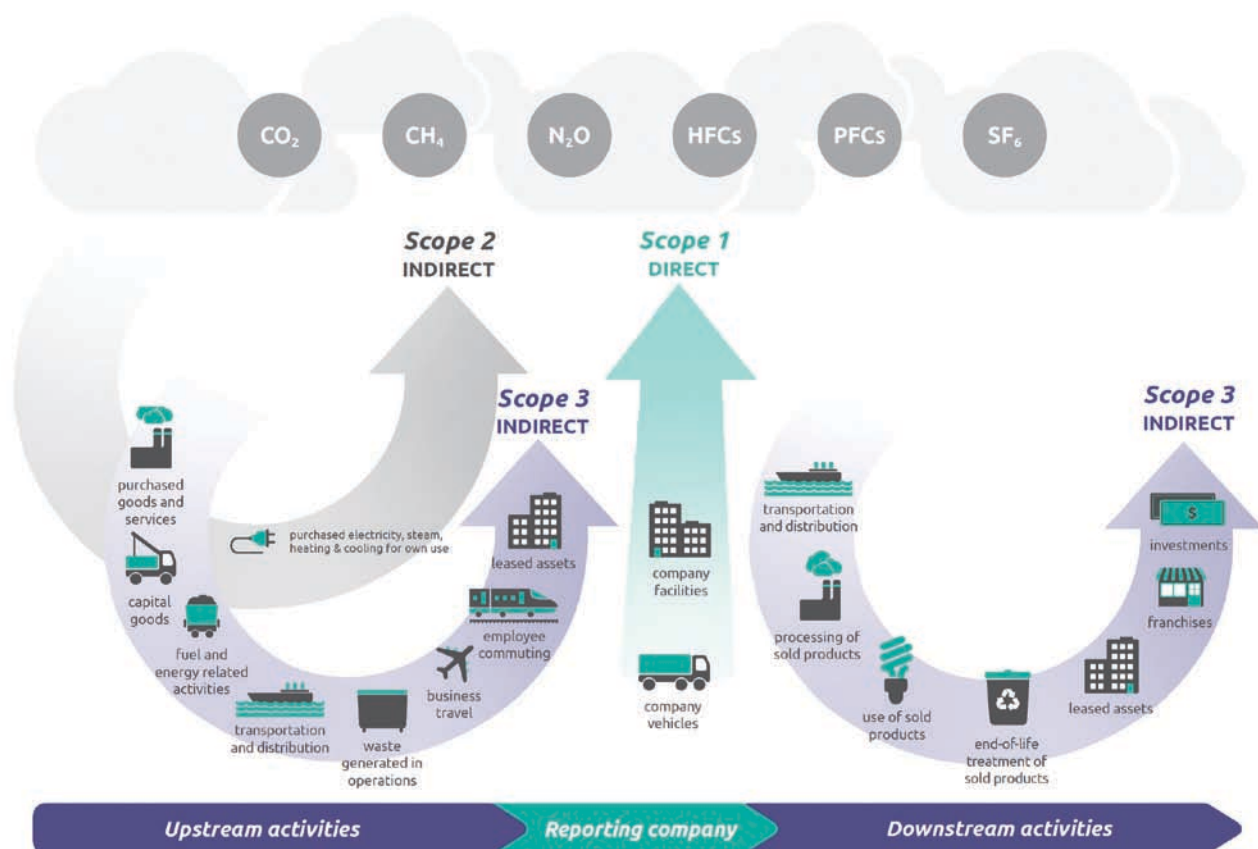 CO₂
CH₄
N₂O
HFCs
PFCs
SF₆
Scope 2
INDIRECT
Scope 1
DIRECT
Scope 3
INDIRECT
Scope 3
INDIRECT
purchased
goods and
services
capital
goods
fuel and
energy related
activities
transportation
and distribution
waste
generated in
operations
business
travel
employee
commuting
leased assets
purchased electricity, steam,
heating & cooling for own use
company
facilities
company
vehicles
transportation
and distribution
processing of
sold products
use of sold
products
end-of-life
treatment of
sold products
leased assets
franchises
$
investments
Upstream activities
Reporting company
Downstream activities